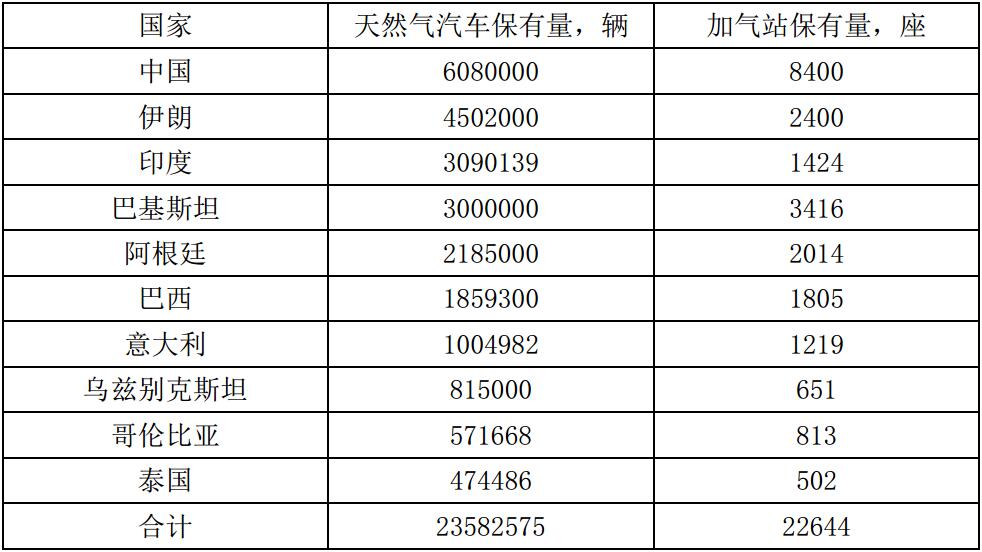 国家 天然气汽车保有量，辆 加气站保有量，座
中国 6080000 8400
伊朗 4502000 2400
印度 3090139 1424
巴基斯坦 3000000 3416
阿根廷 2185000 2014
巴西 1859300 1805
意大利 1004982 1219
乌兹别克斯坦 815000 651
哥伦比亚 571668 813
泰国 474486 502
合计 23582575 22644